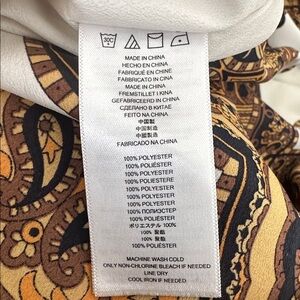 30C
MADE IN CHINA
HECHO EN CHINA
FABRIQUÉ EN CHINE
FABBRICATO IN CINA
MADE IN CHINA
FREMSTILLET I KINA
GEFABRICEERD IN CHINA
СДЕЛАНО В КИТАЕ
FEITO NA CHINA
中国製
中国制造
中國製造
FABRICADO NA CHINA
100% POLYESTER
100% POLIÉSTER
100% POLYESTER
100% POLIESTERE
100% POLYESTER
100% POLYESTER
100% POLYESTER
100% ПОЛИЭСТЕР
100% POLIÉSTER
ポリエステル 100%
100% 聚酯
100% 聚酯
100% POLIÉSTER
MACHINE WASH COLD
ONLY NON-CHLORINE BLEACH IF NEEDED
LINE DRY
COOL IRON IF NEEDED